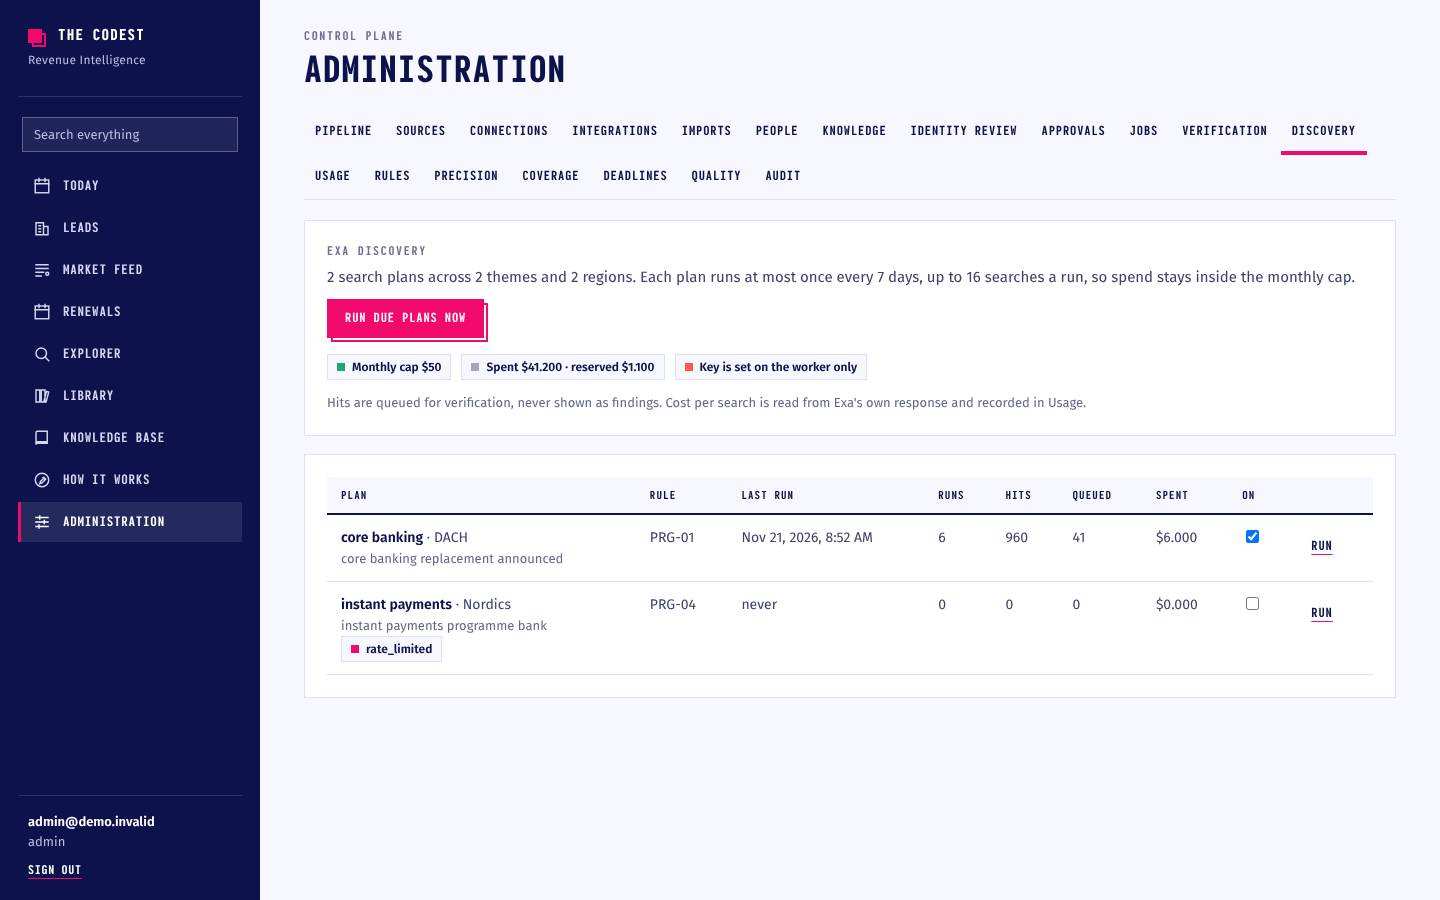 THE CODEST
Revenue Intelligence
Search everything
TODAY
LEADS
MARKET FEED
RENEWALS
EXPLORER
LIBRARY
KNOWLEDGE BASE
HOW IT WORKS
ADMINISTRATION
admin@demo.invalid
admin
SIGN OUT
CONTROL PLANE
ADMINISTRATION
PIPELINE SOURCES CONNECTIONS INTEGRATIONS IMPORTS PEOPLE KNOWLEDGE IDENTITY REVIEW APPROVALS JOBS VERIFICATION DISCOVERY
USAGE RULES PRECISION COVERAGE DEADLINES QUALITY AUDIT
EXA DISCOVERY
2 search plans across 2 themes and 2 regions. Each plan runs at most once every 7 days, up to 16 searches a run, so spend stays inside the monthly cap.
RUN DUE PLANS NOW
Monthly cap $50 Spent $41.200 · reserved $1.100 Key is set on the worker only
Hits are queued for verification, never shown as findings. Cost per search is read from Exa's own response and recorded in Usage.
PLAN RULE LAST RUN RUNS HITS QUEUED SPENT ON
core banking · DACH PRG-01 Nov 21, 2026, 8:52 AM 6 960 41 $6.000 RUN
core banking replacement announced
instant payments · Nordics PRG-04 never 0 0 0 $0.000 RUN
instant payments programme bank
rate_limited